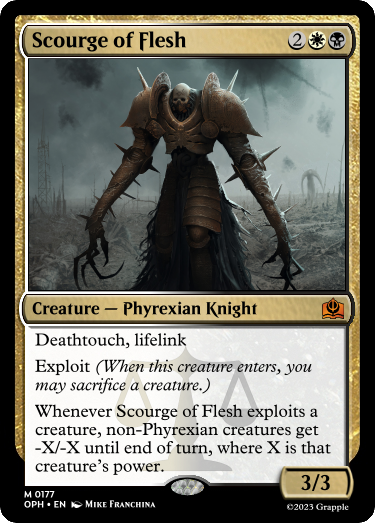 Scourge of Flesh 2
Creature — Phyrexian Knight
Deathtouch, lifelink
Exploit (When this creature enters, you
may sacrifice a creature.)
Whenever Scourge of Flesh exploits a
creature, non-Phyrexian creatures get
-X/-X until end of turn, where X is that
creature's power.
3/3
M 0177
OPH • EN Mike Franchina
©2023 Grapple